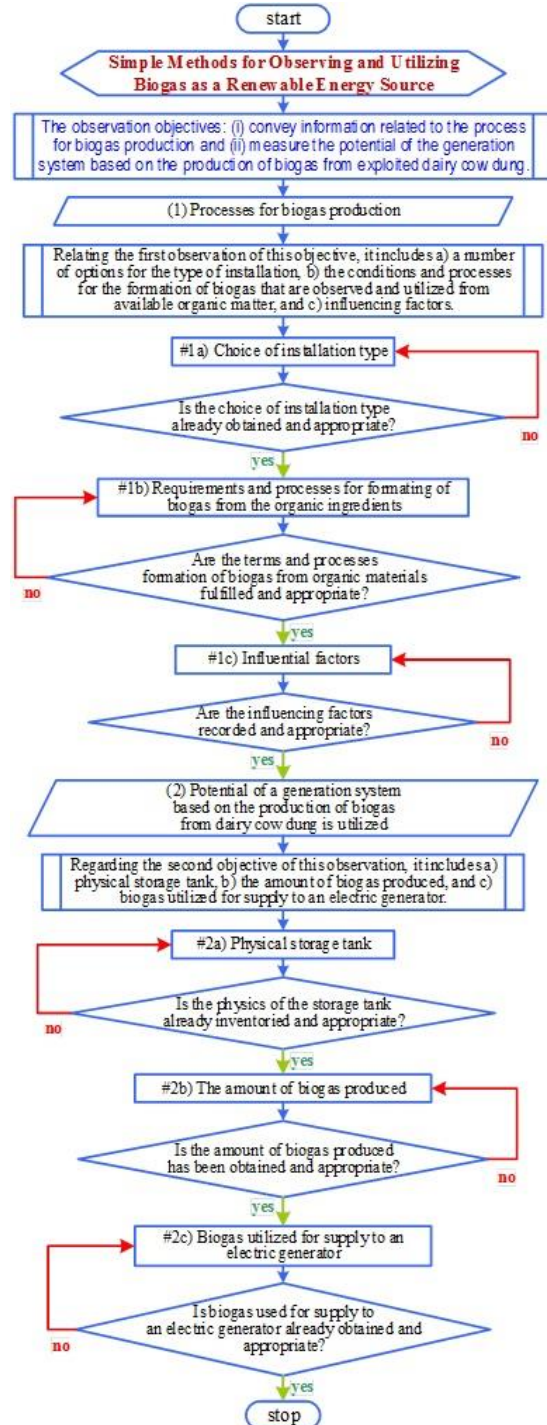 start
Simple Methods for Observing and Utilizing
Biogas as a Renewable Energy Source
The observation objectives: (i) convey information related to the process
for biogas production and (ii) measure the potential of the generation
system based on the production of biogas from exploited dairy cow dung.
(1) Processes for biogas production
Relating the first observation of this objective, it includes a) a number
of options for the type of installation, b) the conditions and processes
for the formation of biogas that are observed and utilized from
available organic matter, and c) influencing factors.
#1a) Choice of installation type
Is the choice of installation type
already obtained and appropriate?
no
yes
#1b) Requirements and processes for formating of
biogas from the organic ingredients
Are the terms and processes
formation of biogas from organic materials
fulfilled and appropriate?
no
yes
#1c) Influential factors
Are the influencing factors
recorded and appropriate?
no
yes
(2) Potential of a generation system
based on the production of biogas
from dairy cow dung is utilized
Regarding the second objective of this observation, it includes a)
physical storage tank, b) the amount of biogas produced, and c)
biogas utilized for supply to an electric generator.
#2a) Physical storage tank
Is the physics of the storage tank
already inventoried and appropriate?
no
yes
#2b) The amount of biogas produced
Is the amount of biogas produced
has been obtained and appropriate?
no
yes
#2c) Biogas utilized for supply to an
electric generator
Is biogas used for supply to
an electric generator already obtained and
appropriate?
no
yes
stop